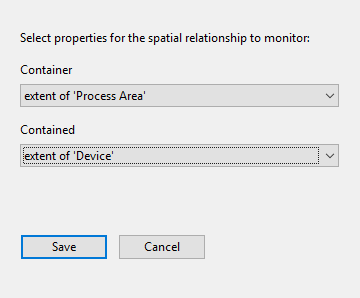 Select properties for the spatial relationship to monitor:
Container
extent of 'Process Area'
Contained
extent of 'Device'
Save
Cancel